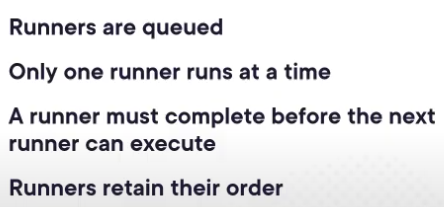 Runners are queued
Only one runner runs at a time
A runner must complete before the next
runner can execute
Runners retain their order